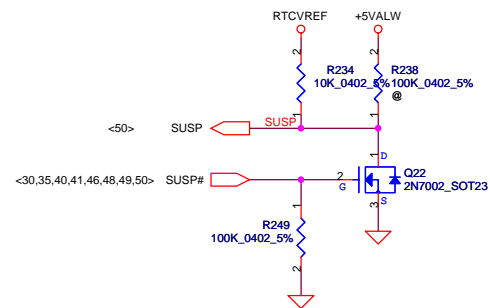 RTCVREF
+5VALW
2
2
R234
10K_0402_5%
R238
100K_0402_5%
@
1
1
<50>
SUSP
SUSP
1
D
Q22
2N7002_SOT23
<30,35,40,41,46,48,49,50>
SUSP#
2
G
S
3
1
R249
100K_0402_5%
2